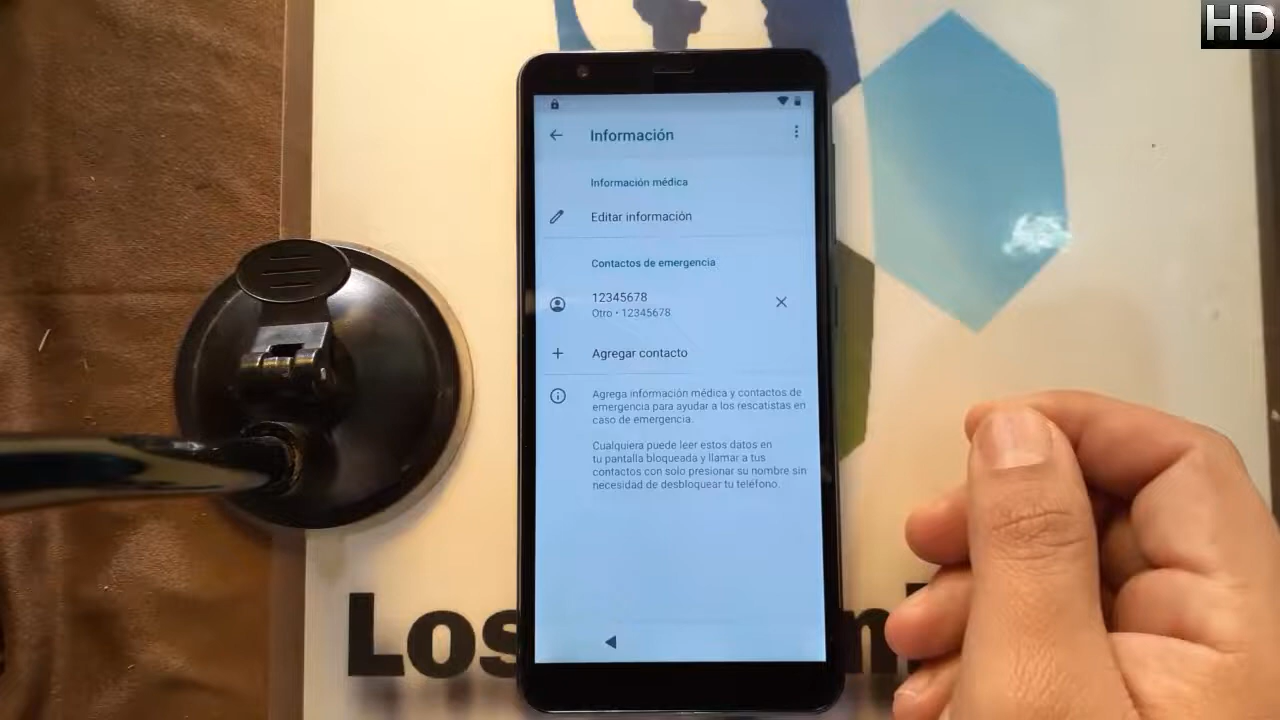 HD
Información
Información médica
Editar información
Contactos de emergencia
12345678
Otro • 12345678
Agregar contacto
Agrega información médica y contactos de
emergencia para ayudar a los rescatistas en
caso de emergencia.
Cualquiera puede leer estos datos en
tu pantalla bloqueada y llamar a tus
contactos con solo presionar su nombre sin
necesidad de desbloquear tu teléfono.
Los